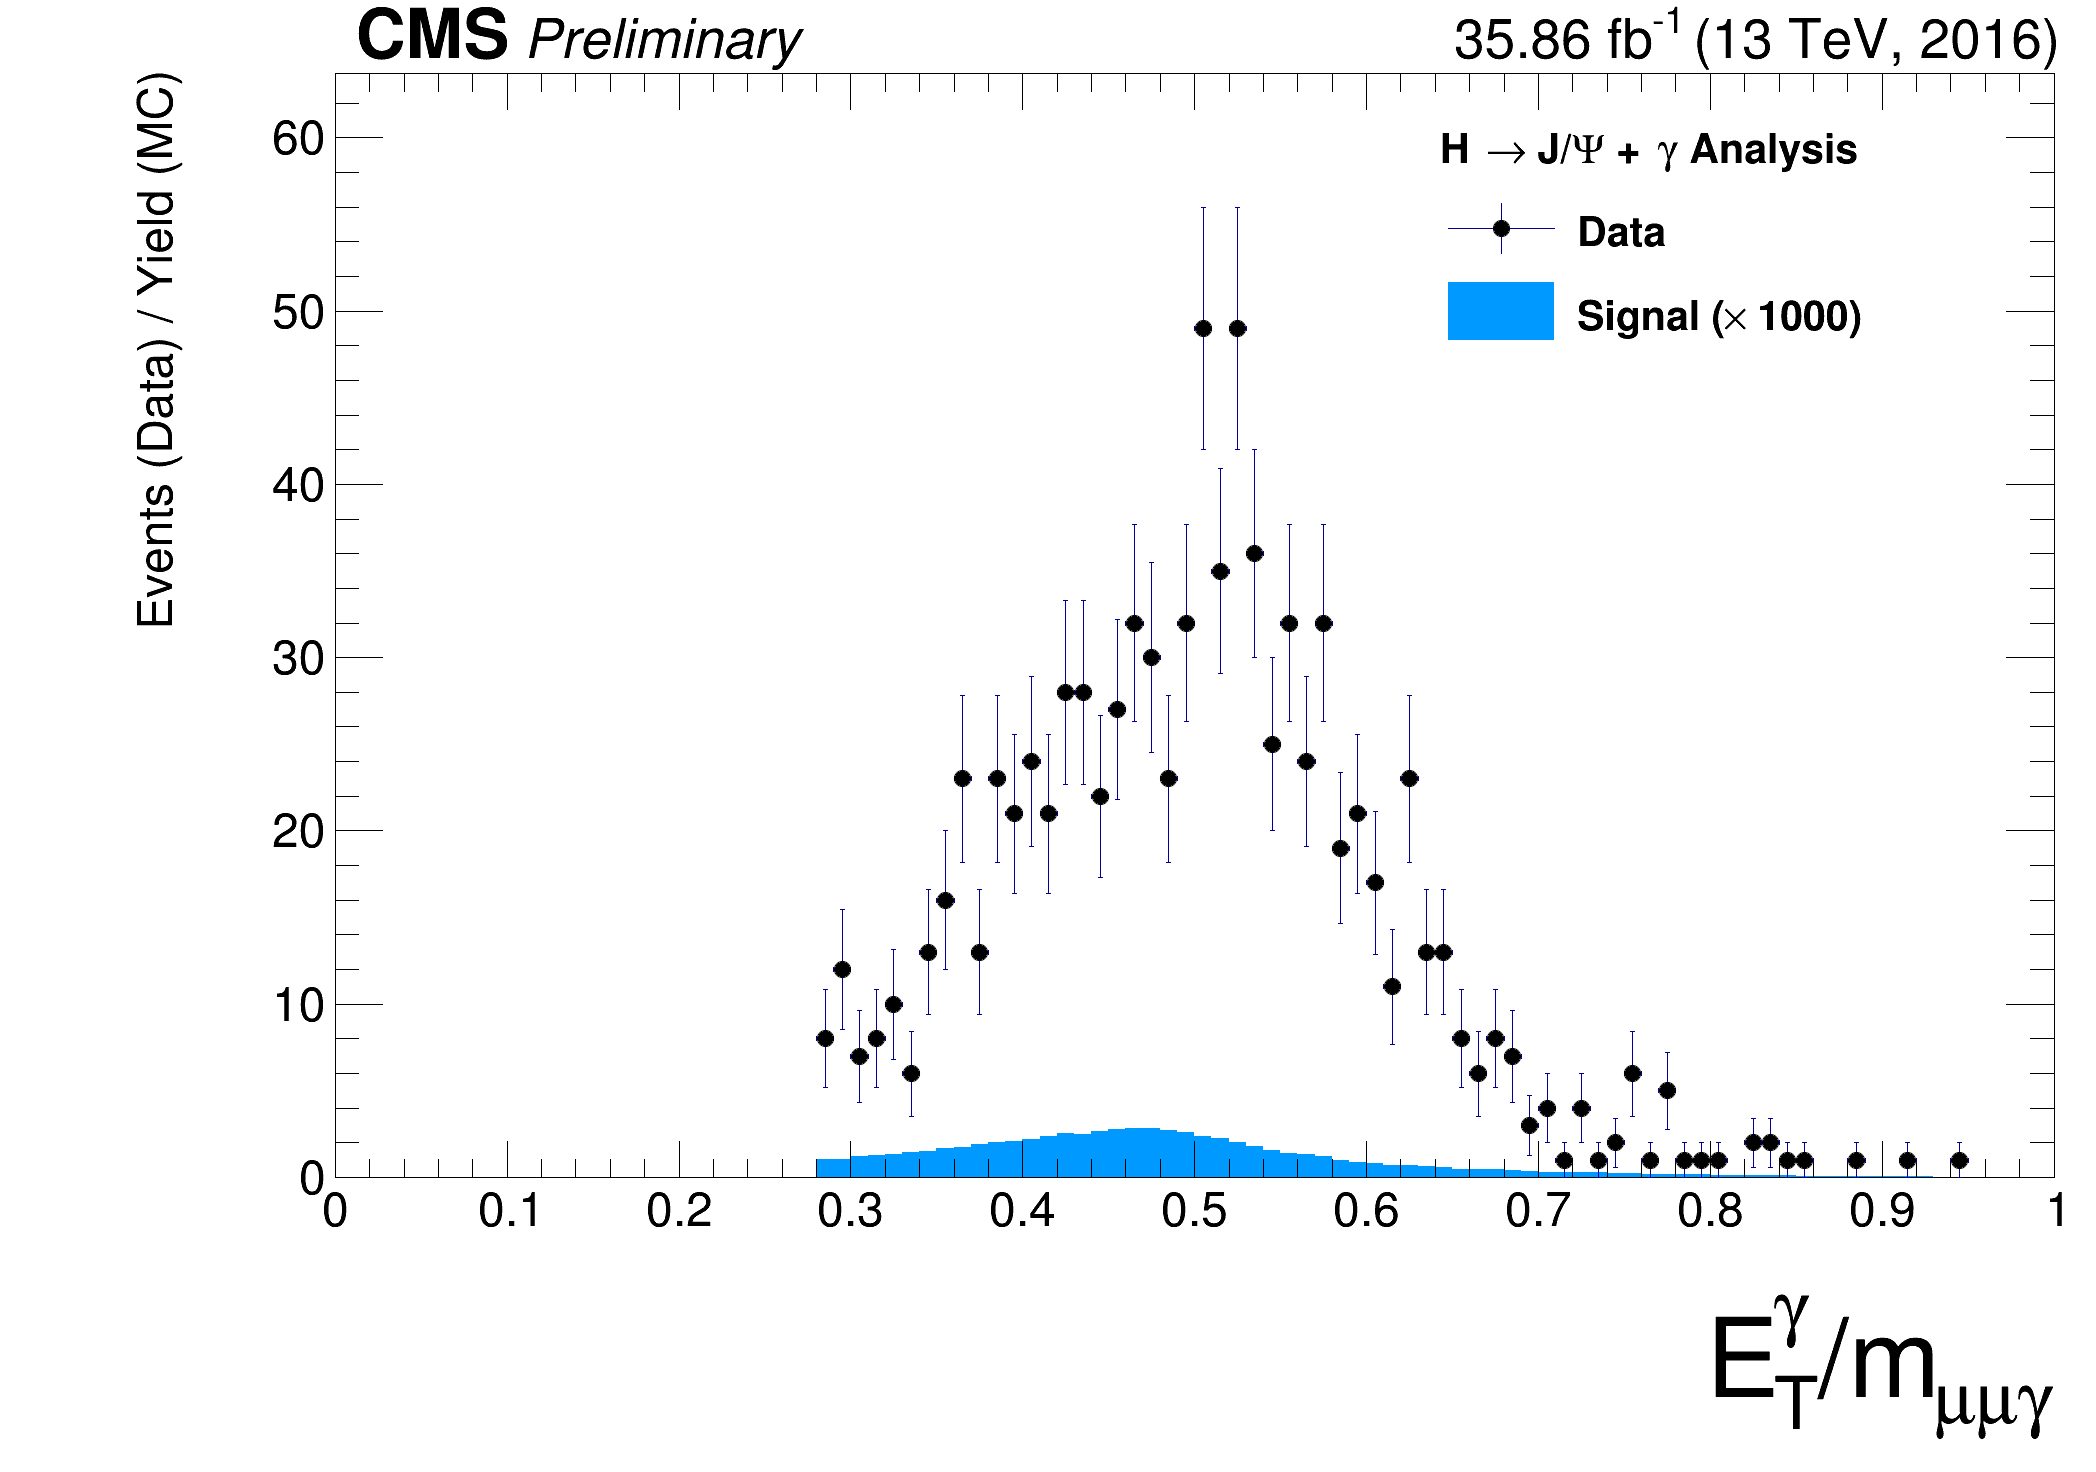 CMS Preliminary
35.86 fb⁻¹ (13 TeV, 2016)
Events (Data) / Yield (MC)
60
50
40
30
20
10
0
H → J/Ψ + γ Analysis
Data
Signal (× 1000)
0 0.1 0.2 0.3 0.4 0.5 0.6 0.7 0.8 0.9 1
E_T^γ/m_μμγ